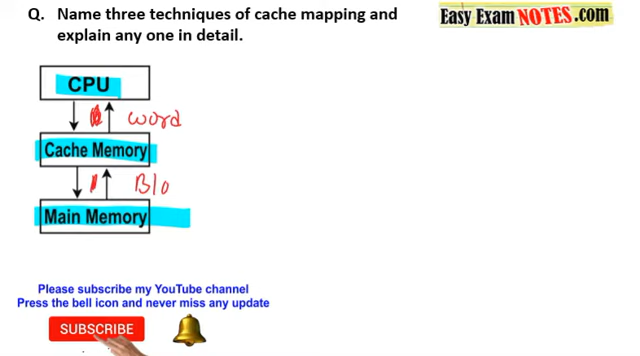 Q. Name three techniques of cache mapping and
explain any one in detail.
Easy Exam NOTES.com
CPU
word
Cache Memory
Blo
Main Memory
Please subscribe my YouTube channel
Press the bell icon and never miss any update
SUBSCRIBE